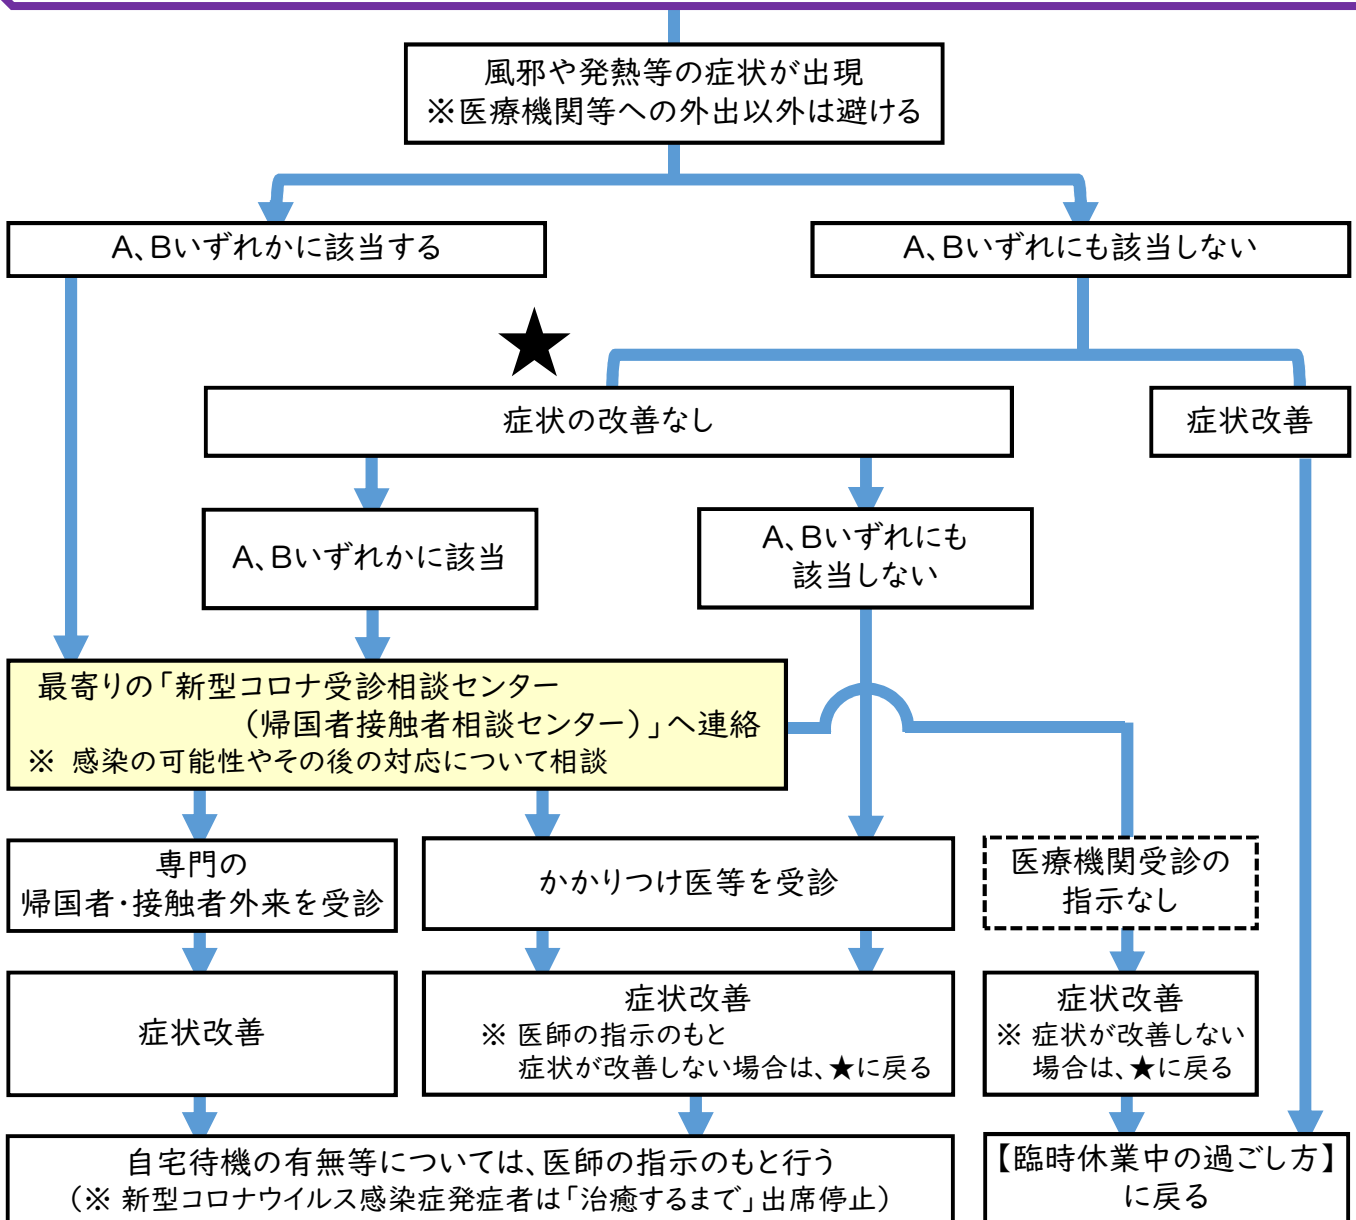 風邪や発熱等の症状が出現
※医療機関等への外出以外は避ける
A、Bいずれかに該当する
A、Bいずれにも該当しない
★
症状の改善なし
症状改善
A、Bいずれかに該当
A、Bいずれにも
該当しない
最寄りの「新型コロナ受診相談センター
（帰国者接触者相談センター）」へ連絡
※ 感染の可能性やその後の対応について相談
専門の
帰国者・接触者外来を受診
かかりつけ医等を受診
医療機関受診の
指示なし
症状改善
症状改善
※ 医師の指示のもと
症状が改善しない場合は、★に戻る
症状改善
※ 症状が改善しない
場合は、★に戻る
自宅待機の有無等については、医師の指示のもと行う
（※ 新型コロナウイルス感染症発症者は「治癒するまで」出席停止）
【臨時休業中の過ごし方】
に戻る